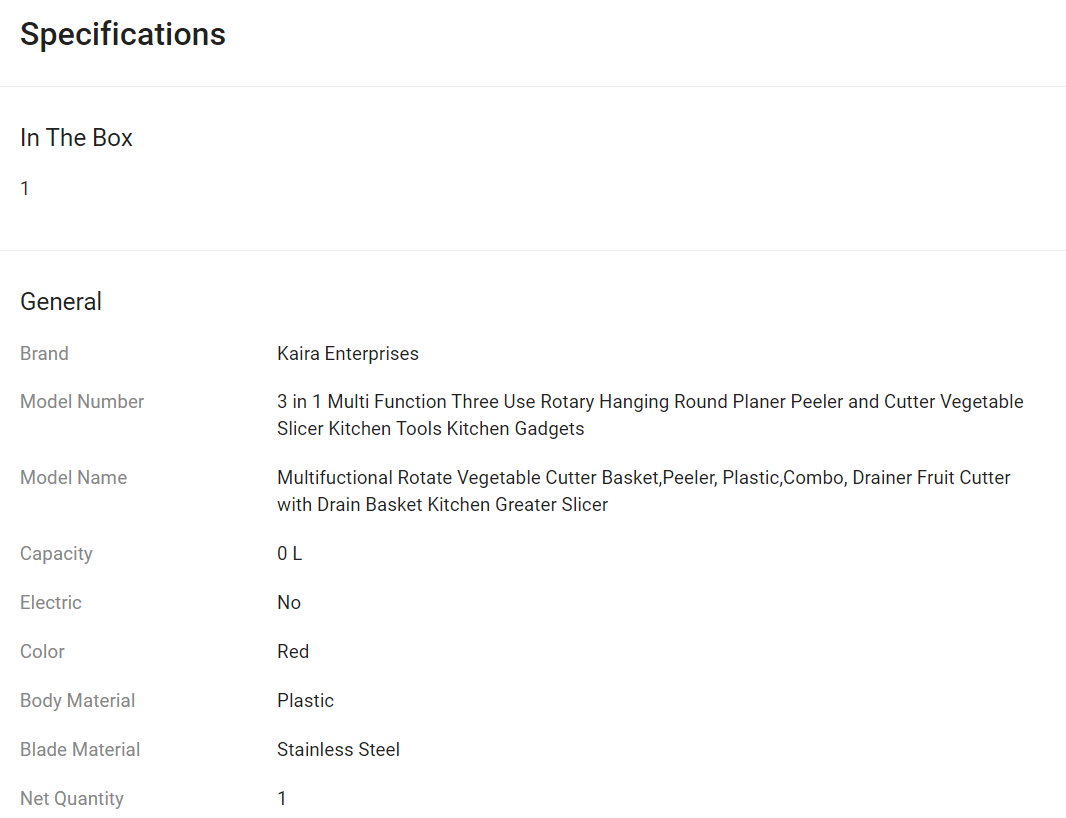 Specifications
In The Box
1
General
Brand Kaira Enterprises
Model Number 3 in 1 Multi Function Three Use Rotary Hanging Round Planer Peeler and Cutter Vegetable
Slicer Kitchen Tools Kitchen Gadgets
Model Name Multifuctional Rotate Vegetable Cutter Basket,Peeler, Plastic,Combo, Drainer Fruit Cutter
with Drain Basket Kitchen Greater Slicer
Capacity 0 L
Electric No
Color Red
Body Material Plastic
Blade Material Stainless Steel
Net Quantity 1